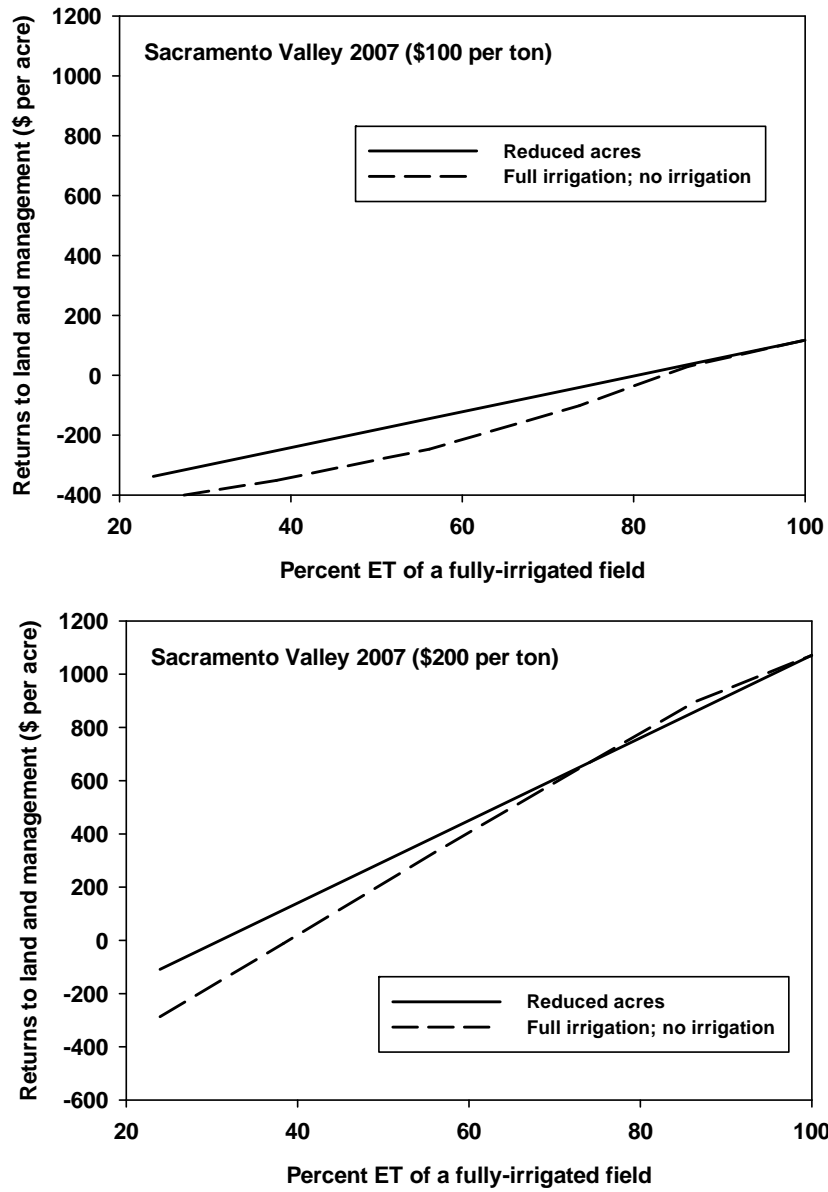 1200
1000
800
600
400
200
0
-200
-400
Returns to land and management ($ per acre)
Sacramento Valley 2007 ($100 per ton)
Reduced acres
Full irrigation; no irrigation
20 40 60 80 100
Percent ET of a fully-irrigated field
1200
1000
800
600
400
200
0
-200
-400
-600
Returns to land and management ($ per acre)
Sacramento Valley 2007 ($200 per ton)
Reduced acres
Full irrigation; no irrigation
20 40 60 80 100
Percent ET of a fully-irrigated field